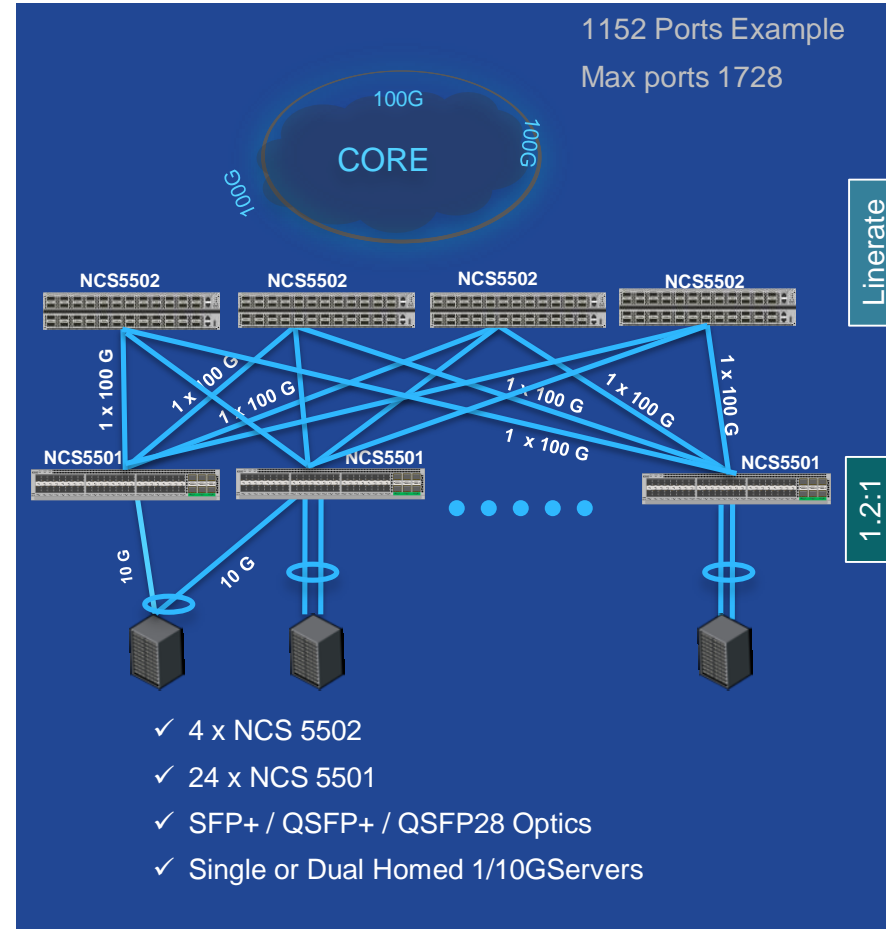 1152 Ports Example
Max ports 1728
100G
CORE
100G
100G
Linerate
NCS5502
NCS5502
NCS5502
NCS5502
1 x 100 G
1 x 100 G
1 x 100 G
1 x 100 G
1 x 100 G
1 x 100 G
1 x 100 G
NCS5501
NCS5501
NCS5501
1.2:1
10 G
10 G
✓ 4 x NCS 5502
✓ 24 x NCS 5501
✓ SFP+ / QSFP+ / QSFP28 Optics
✓ Single or Dual Homed 1/10GServers